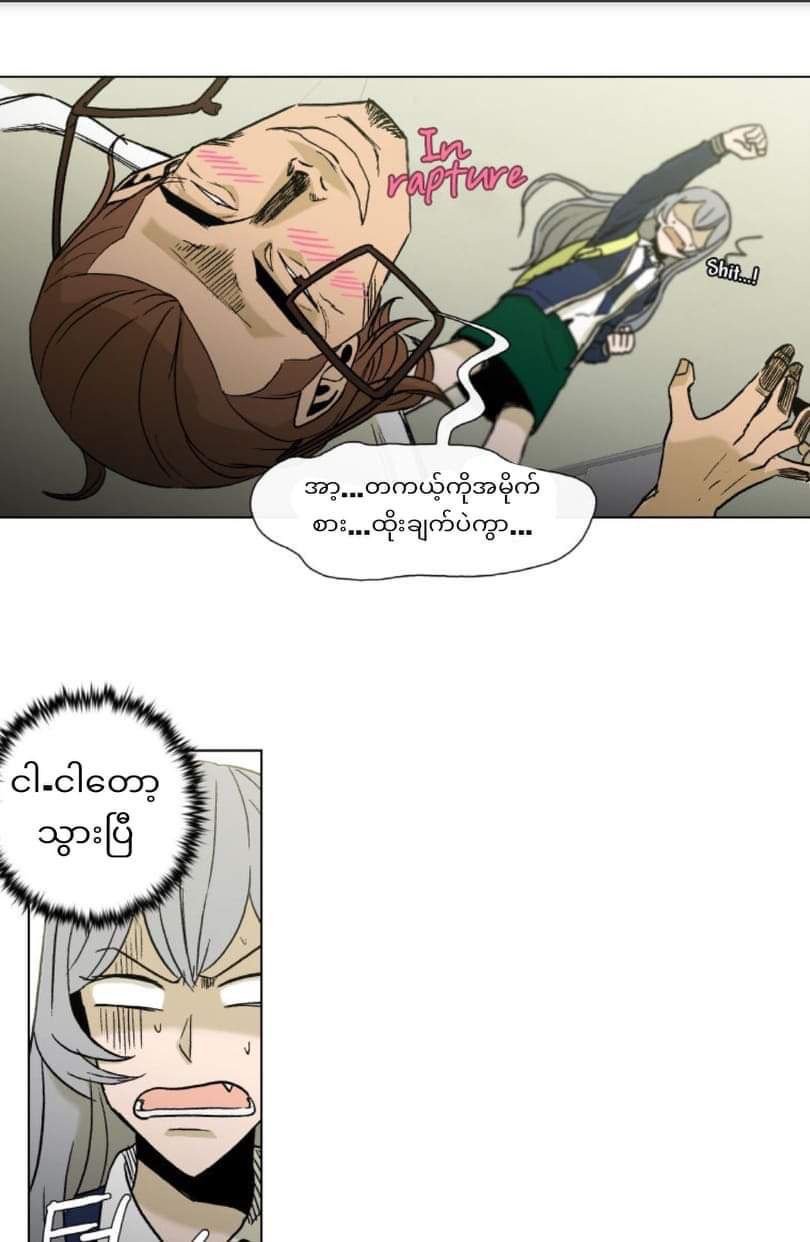 In
rapture
Shit...!
အာ့...တကယ့်ကိုအမိုက်
စား...ထိုးချက်ပဲကွာ...
ငါ-ငါတော့
သွားပြီ